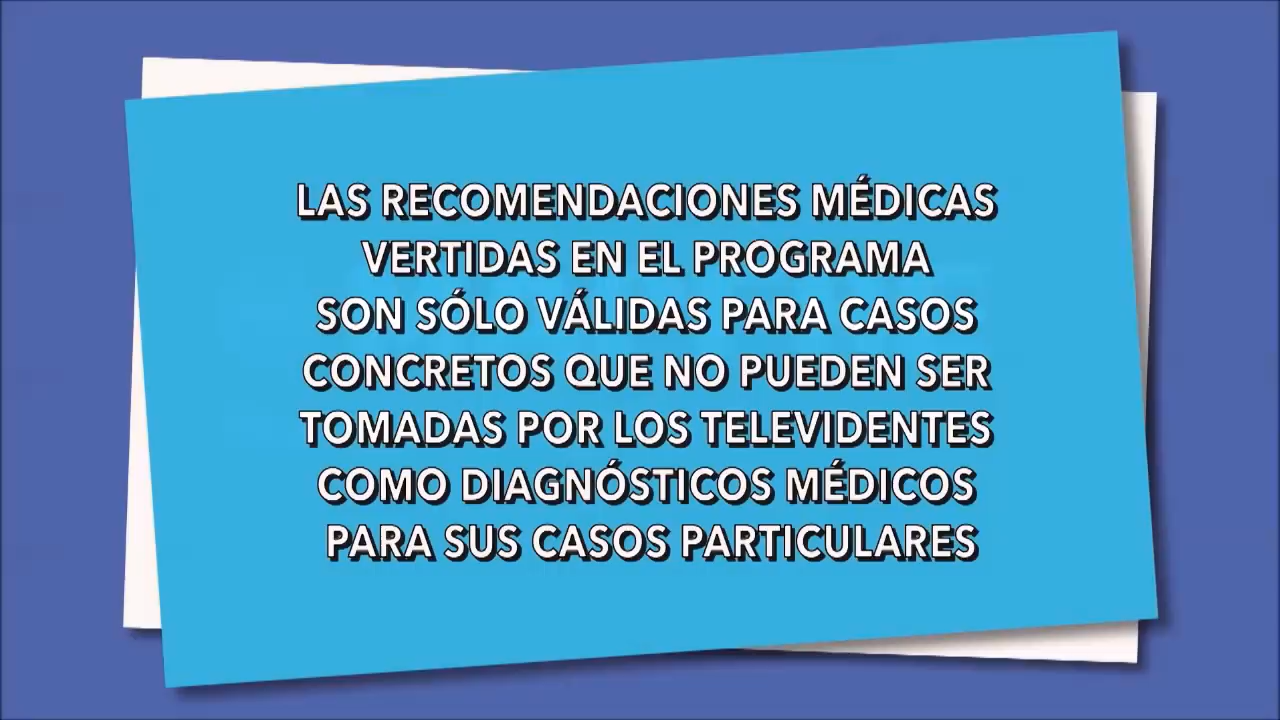 LAS RECOMENDACIONES MÉDICAS
VERTIDAS EN EL PROGRAMA
SON SÓLO VÁLIDAS PARA CASOS
CONCRETOS QUE NO PUEDEN SER
TOMADAS POR LOS TELEVIDENTES
COMO DIAGNÓSTICOS MÉDICOS
PARA SUS CASOS PARTICULARES